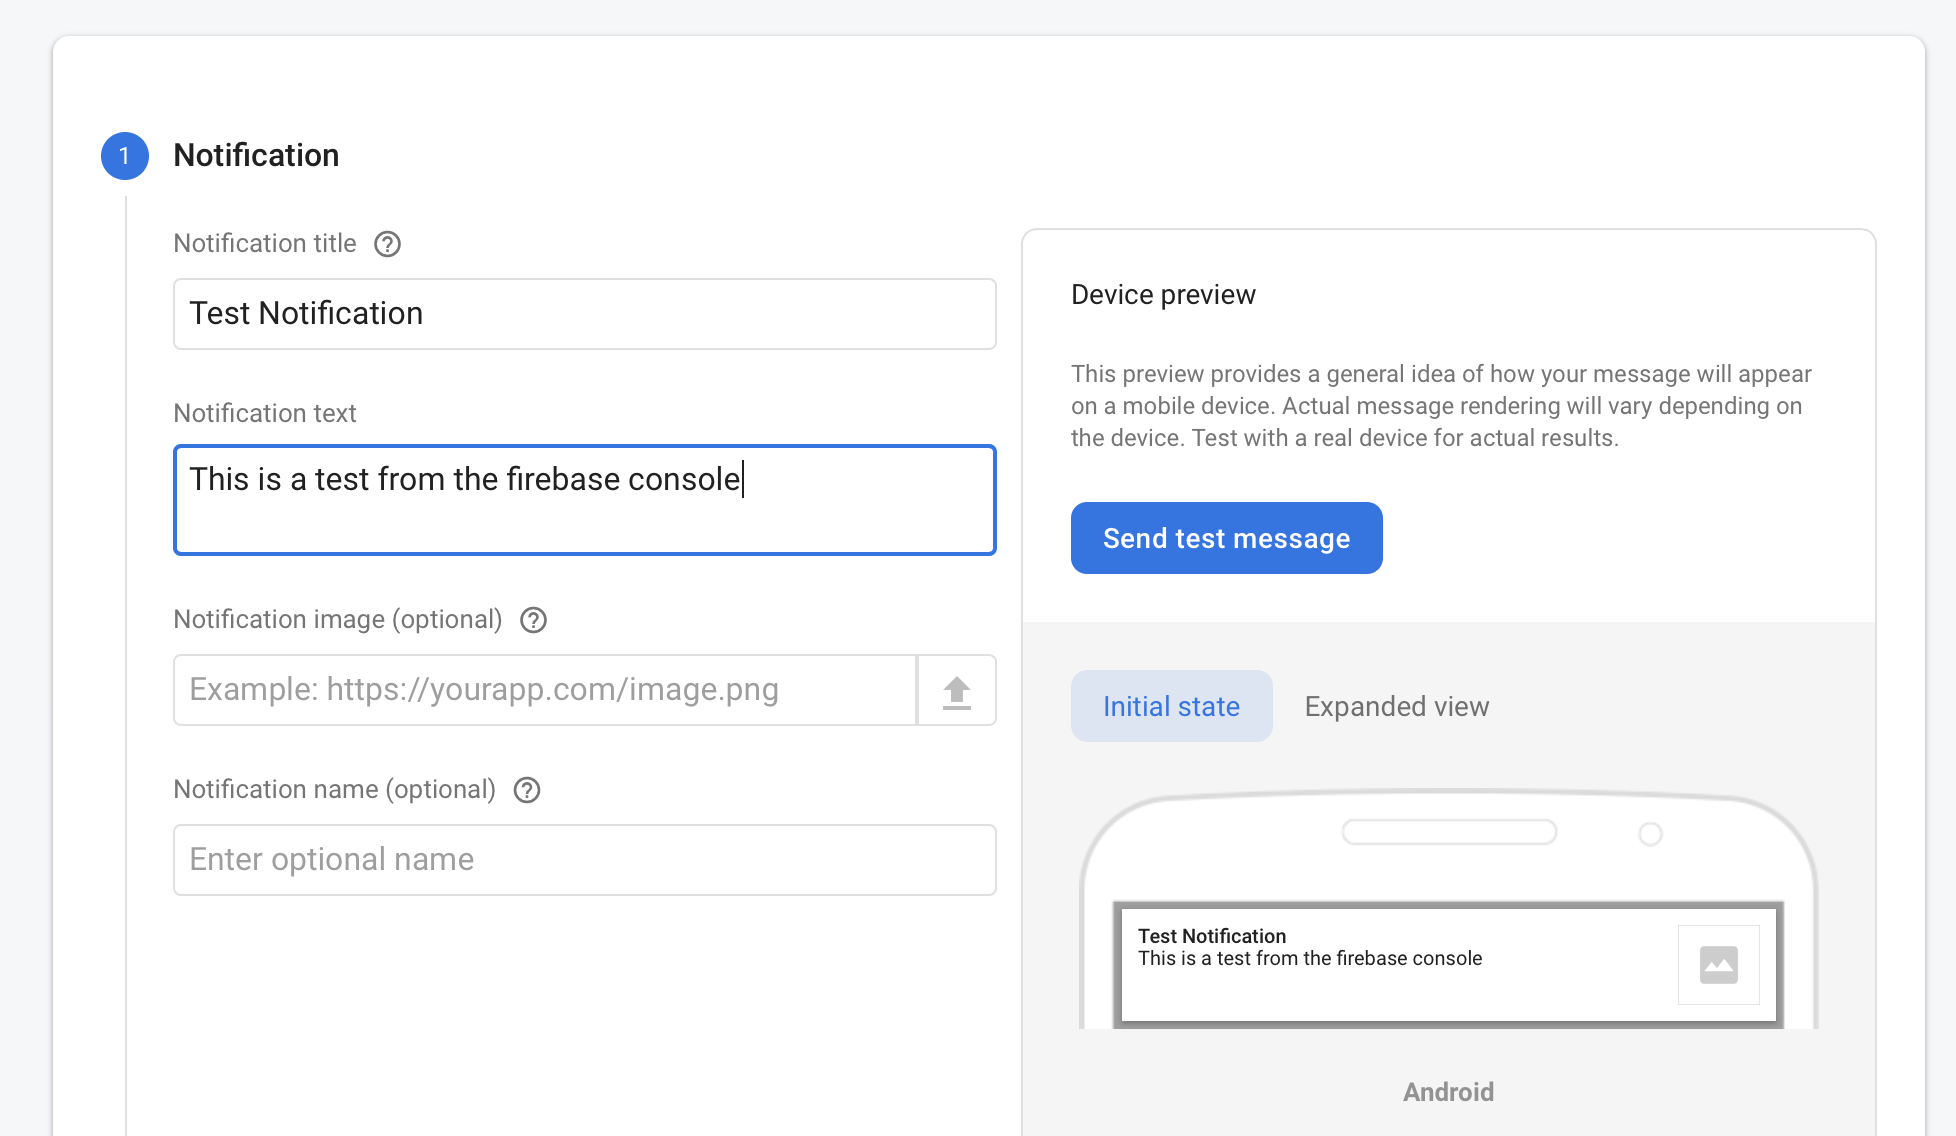 1
Notification
Notification title ?
Test Notification
Notification text
This is a test from the firebase console
Notification image (optional) ?
Example: https://yourapp.com/image.png
Notification name (optional) ?
Enter optional name
Device preview
This preview provides a general idea of how your message will appear
on a mobile device. Actual message rendering will vary depending on
the device. Test with a real device for actual results.
Send test message
Initial state
Expanded view
Test Notification
This is a test from the firebase console
Android